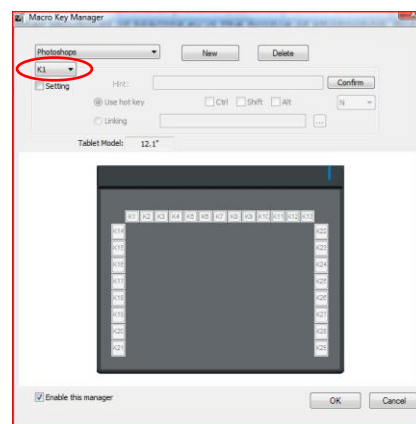 Macro Key Manager
Photoshops New Delete
K1
Setting Hint: Confirm
Use hot key Ctrl Shift Alt N
Linking ...
Tablet Model: 12.1"
K1 K2 K3 K4 K5 K6 K7 K8 K9 K10 K11 K12 K13
K14 K22
K15 K23
K16 K24
K17 K25
K18 K26
K19 K27
K20 K28
K21 K29
Enable this manager OK Cancel